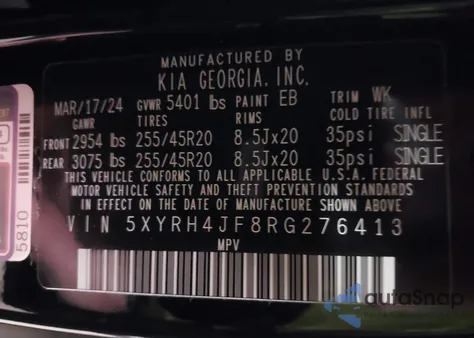 MANUFACTURED BY
KIA GEORGIA, INC.
MAR/17/24 GVWR 5401 lbs PAINT EB TRIM WK
GAWR TIRES RIMS COLD TIRE INFL
FRONT 2954 lbs 255/45R20 8.5Jx20 35psi SINGLE
REAR 3075 lbs 255/45R20 8.5Jx20 35psi SINGLE
THIS VEHICLE CONFORMS TO ALL APPLICABLE U.S.A. FEDERAL
MOTOR VEHICLE SAFETY AND THEFT PREVENTION STANDARDS
IN EFFECT ON THE DATE OF MANUFACTURE SHOWN ABOVE
VIN 5XYRH4JF8RG276413
MPV
5810
autoSnap